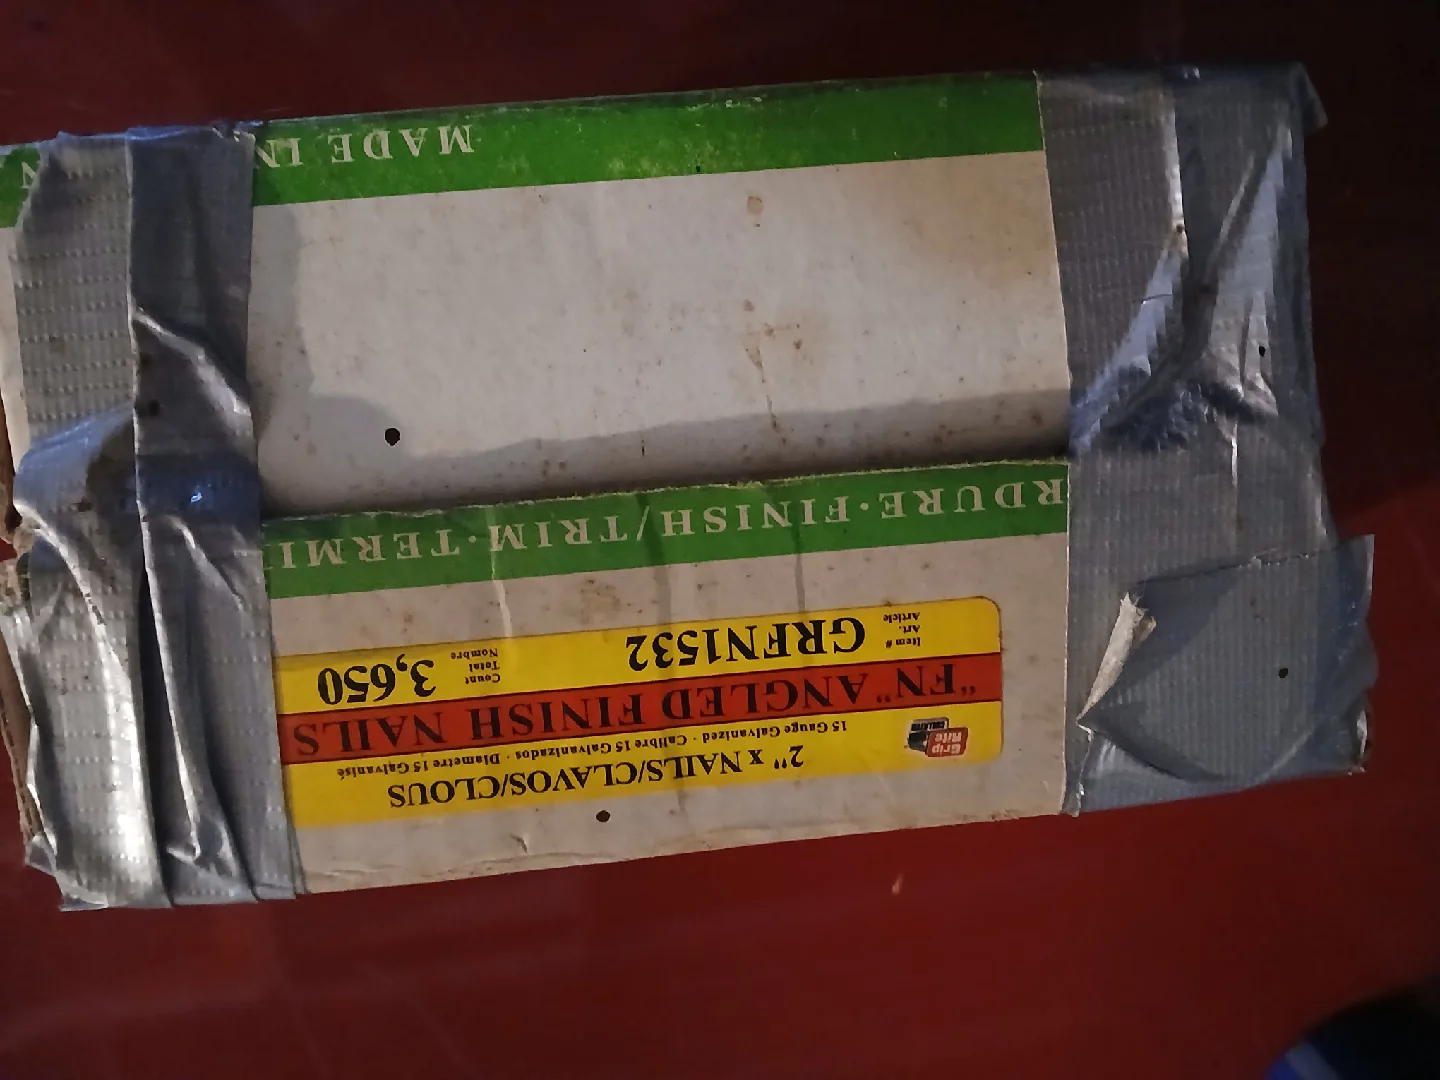 2" x NAILS/CLAVOS/CLOUS
15 Gauge Galvanized · Calibre 15 Galvanizados · Diametre 15 Galvanisé
Grip Rite
"FN" ANGLED FINISH NAILS
Item #
Art.
Article
GRFN1532
Count
Total
Nombre
3,650
RDURE·FINISH/TRIM·TERMI
MADE IN